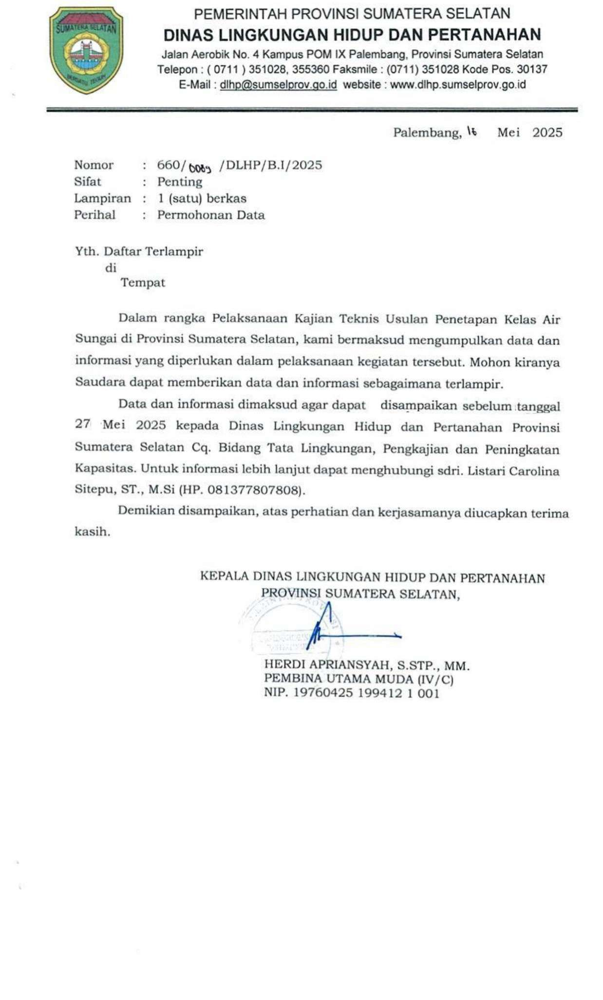 SUMATERA SELATAN
BERSATU TEGUH
PEMERINTAH PROVINSI SUMATERA SELATAN
DINAS LINGKUNGAN HIDUP DAN PERTANAHAN
Jalan Aerobik No. 4 Kampus POM IX Palembang, Provinsi Sumatera Selatan
Telepon : ( 0711 ) 351028, 355360 Faksmile : (0711) 351028 Kode Pos. 30137
E-Mail : dlhp@sumselprov.go.id website : www.dlhp.sumselprov.go.id
Palembang, Mei 2025
Nomor : 660/0089 /DLHP/B.I/2025
Sifat : Penting
Lampiran : 1 (satu) berkas
Perihal : Permohonan Data
Yth. Daftar Terlampir
di
Tempat
Dalam rangka Pelaksanaan Kajian Teknis Usulan Penetapan Kelas Air
Sungai di Provinsi Sumatera Selatan, kami bermaksud mengumpulkan data dan
informasi yang diperlukan dalam pelaksanaan kegiatan tersebut. Mohon kiranya
Saudara dapat memberikan data dan informasi sebagaimana terlampir.
Data dan informasi dimaksud agar dapat disampaikan sebelum tanggal
27 Mei 2025 kepada Dinas Lingkungan Hidup dan Pertanahan Provinsi
Sumatera Selatan Cq. Bidang Tata Lingkungan, Pengkajian dan Peningkatan
Kapasitas. Untuk informasi lebih lanjut dapat menghubungi sdri. Listari Carolina
Sitepu, ST., M.Si (HP. 081377807808).
Demikian disampaikan, atas perhatian dan kerjasamanya diucapkan terima
kasih.
KEPALA DINAS LINGKUNGAN HIDUP DAN PERTANAHAN
PROVINSI SUMATERA SELATAN,
HERDI APRIANSYAH, S.STP., MM.
PEMBINA UTAMA MUDA (IV/C)
NIP. 19760425 199412 1 001